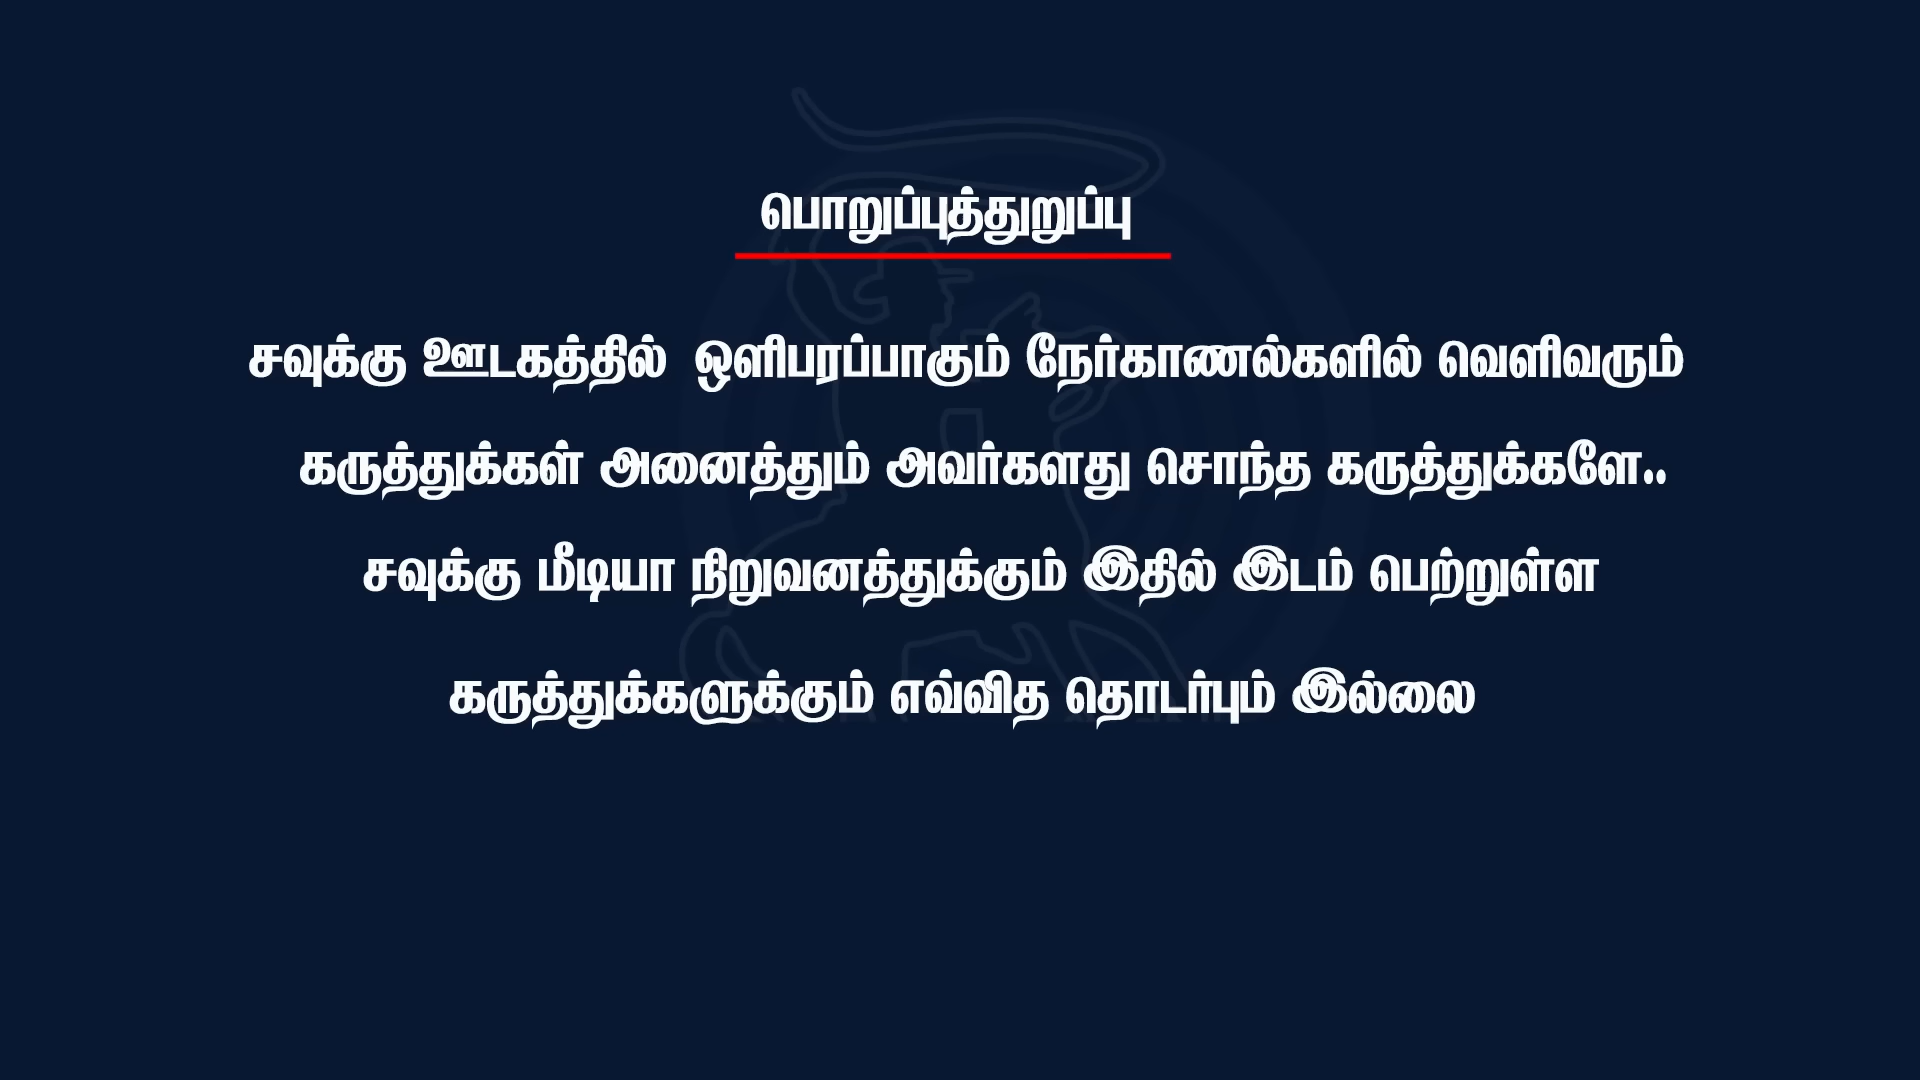 பொறுப்புத்துறுப்பு
சவுக்கு ஊடகத்தில் ஒளிபரப்பாகும் நேர்காணல்களில் வெளிவரும்
கருத்துக்கள் அனைத்தும் அவர்களது சொந்த கருத்துக்களே..
சவுக்கு மீடியா நிறுவனத்துக்கும் இதில் இடம் பெற்றுள்ள
கருத்துக்களுக்கும் எவ்வித தொடர்பும் இல்லை